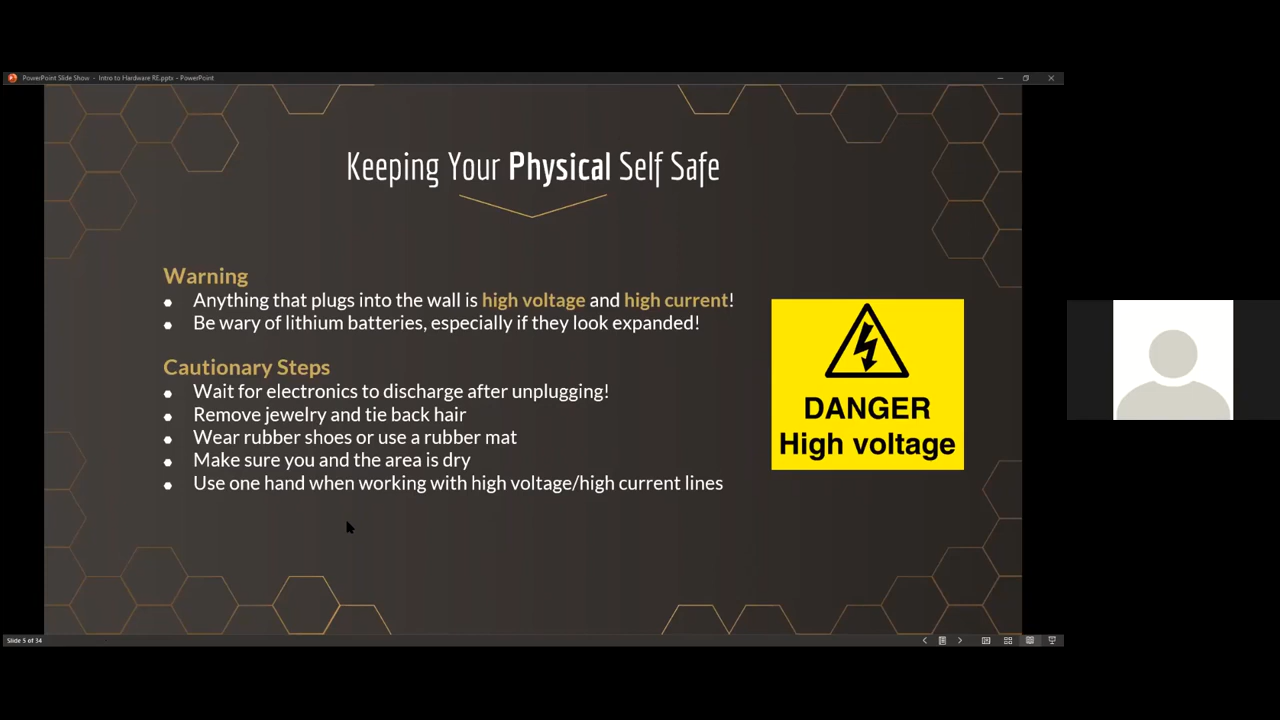 PowerPoint Slide Show - Intro to Hardware RE.pptx - PowerPoint
Keeping Your Physical Self Safe
Warning
Anything that plugs into the wall is high voltage and high current!
Be wary of lithium batteries, especially if they look expanded!
Cautionary Steps
Wait for electronics to discharge after unplugging!
Remove jewelry and tie back hair
Wear rubber shoes or use a rubber mat
Make sure you and the area is dry
Use one hand when working with high voltage/high current lines
DANGER
High voltage
Slide 5 of 34